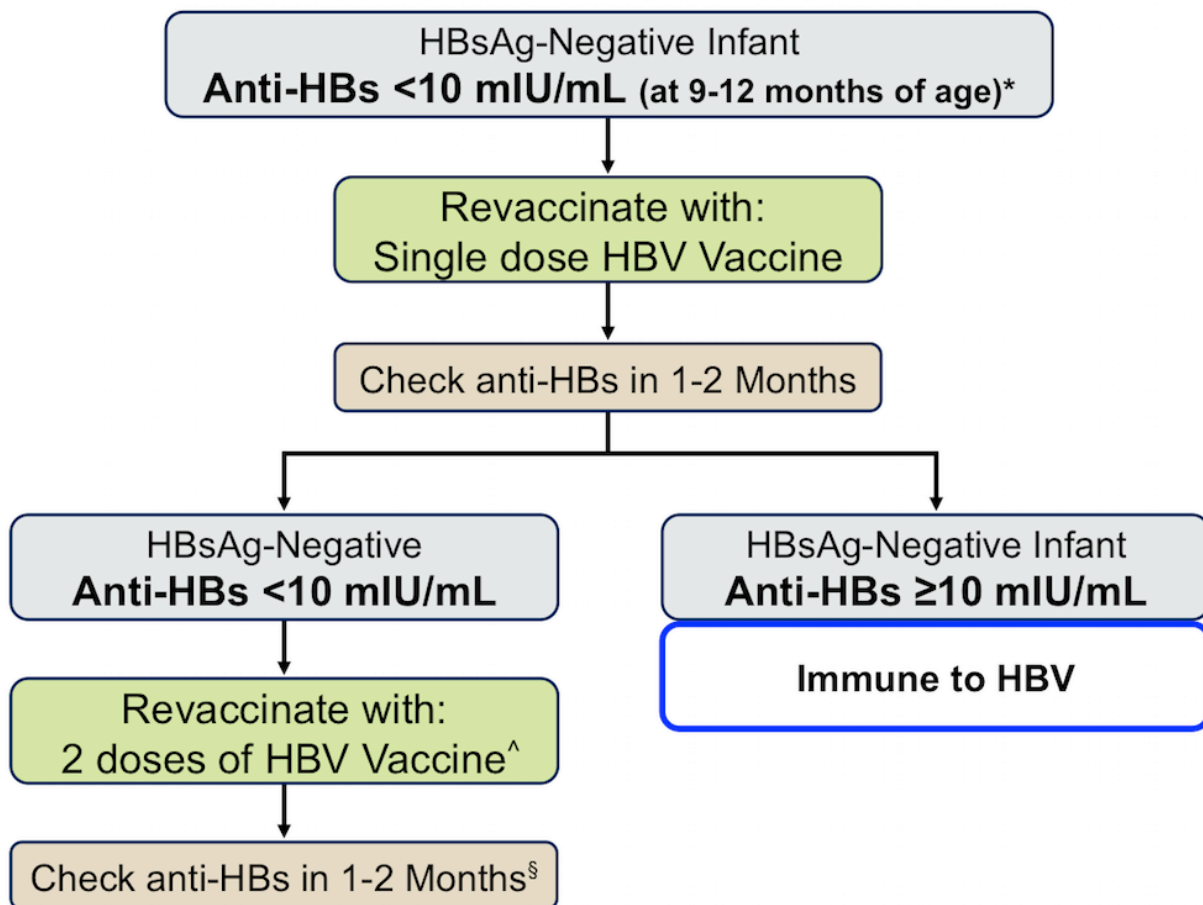 HBsAg-Negative Infant
Anti-HBs <10 mIU/mL (at 9-12 months of age)*
Revaccinate with:
Single dose HBV Vaccine
Check anti-HBs in 1-2 Months
HBsAg-Negative
Anti-HBs <10 mIU/mL
HBsAg-Negative Infant
Anti-HBs ≥10 mIU/mL
Immune to HBV
Revaccinate with:
2 doses of HBV Vaccine^
Check anti-HBs in 1-2 Months§